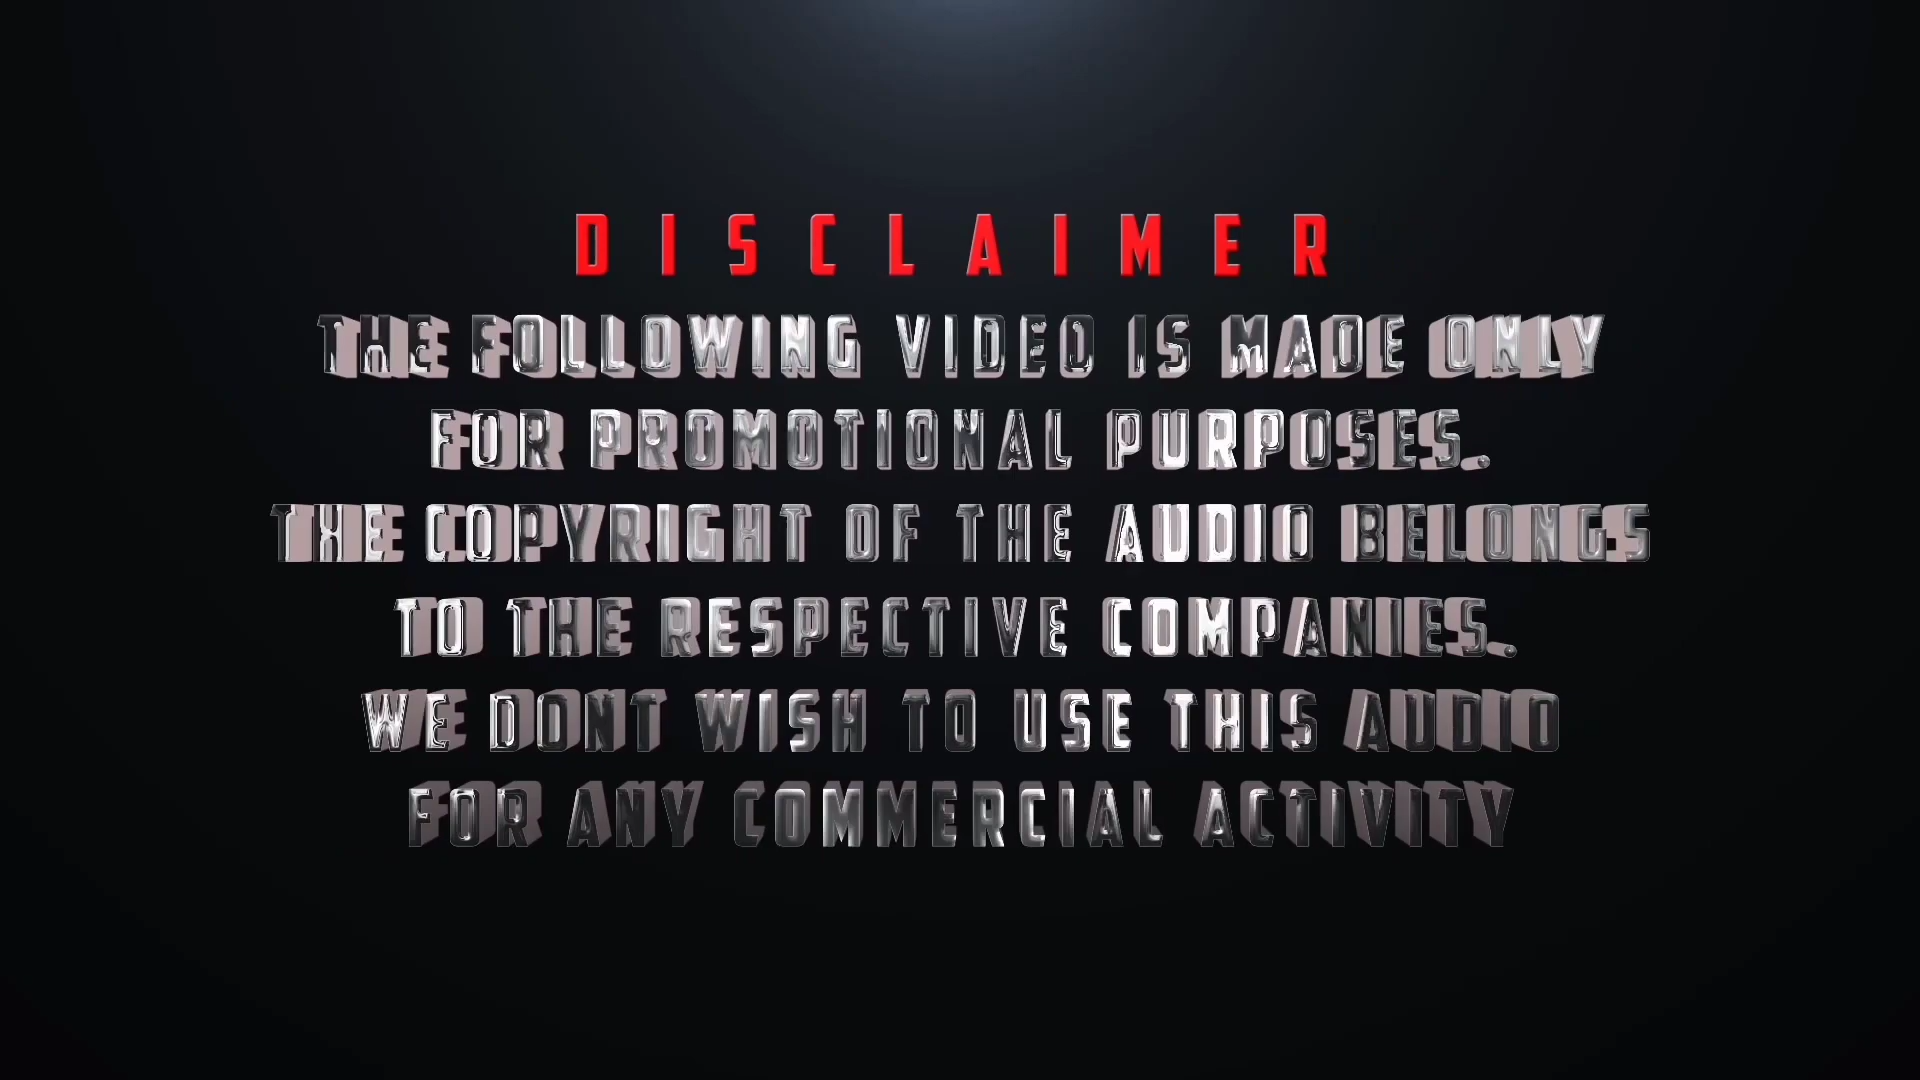 DISCLAIMER
THE FOLLOWING VIDEO IS MADE ONLY
FOR PROMOTIONAL PURPOSES.
THE COPYRIGHT OF THE AUDIO BELONGS
TO THE RESPECTIVE COMPANIES.
WE DONT WISH TO USE THIS AUDIO
FOR ANY COMMERCIAL ACTIVITY